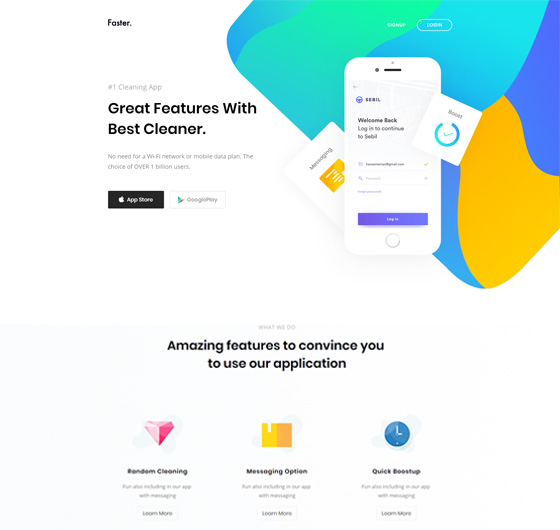 Faster.
SIGNUP
LOGIN
#1 Cleaning App
Great Features With
Best Cleaner.
No need for a Wi-Fi network or mobile data plan. The
choice of OVER 1 billion users.
App Store
GooglePlay
Messaging
SEBIL
Welcome Back
Log in to continue
to Sebil
Password
Forgot password?
Log in
Boost
WHAT WE DO
Amazing features to convince you
to use our application
Random Cleaning
Fun also including in our app
with messaging
Learn More
Messaging Option
Fun also including in our app
with messaging
Learn More
Quick Boostup
Fun also including in our app
with messaging
Learn More